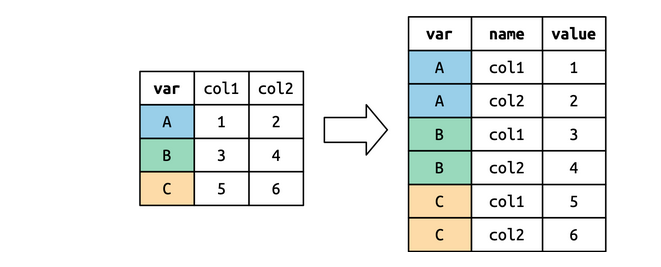 var col1 col2
A 1 2
B 3 4
C 5 6
var name value
A col1 1
A col2 2
B col1 3
B col2 4
C col1 5
C col2 6